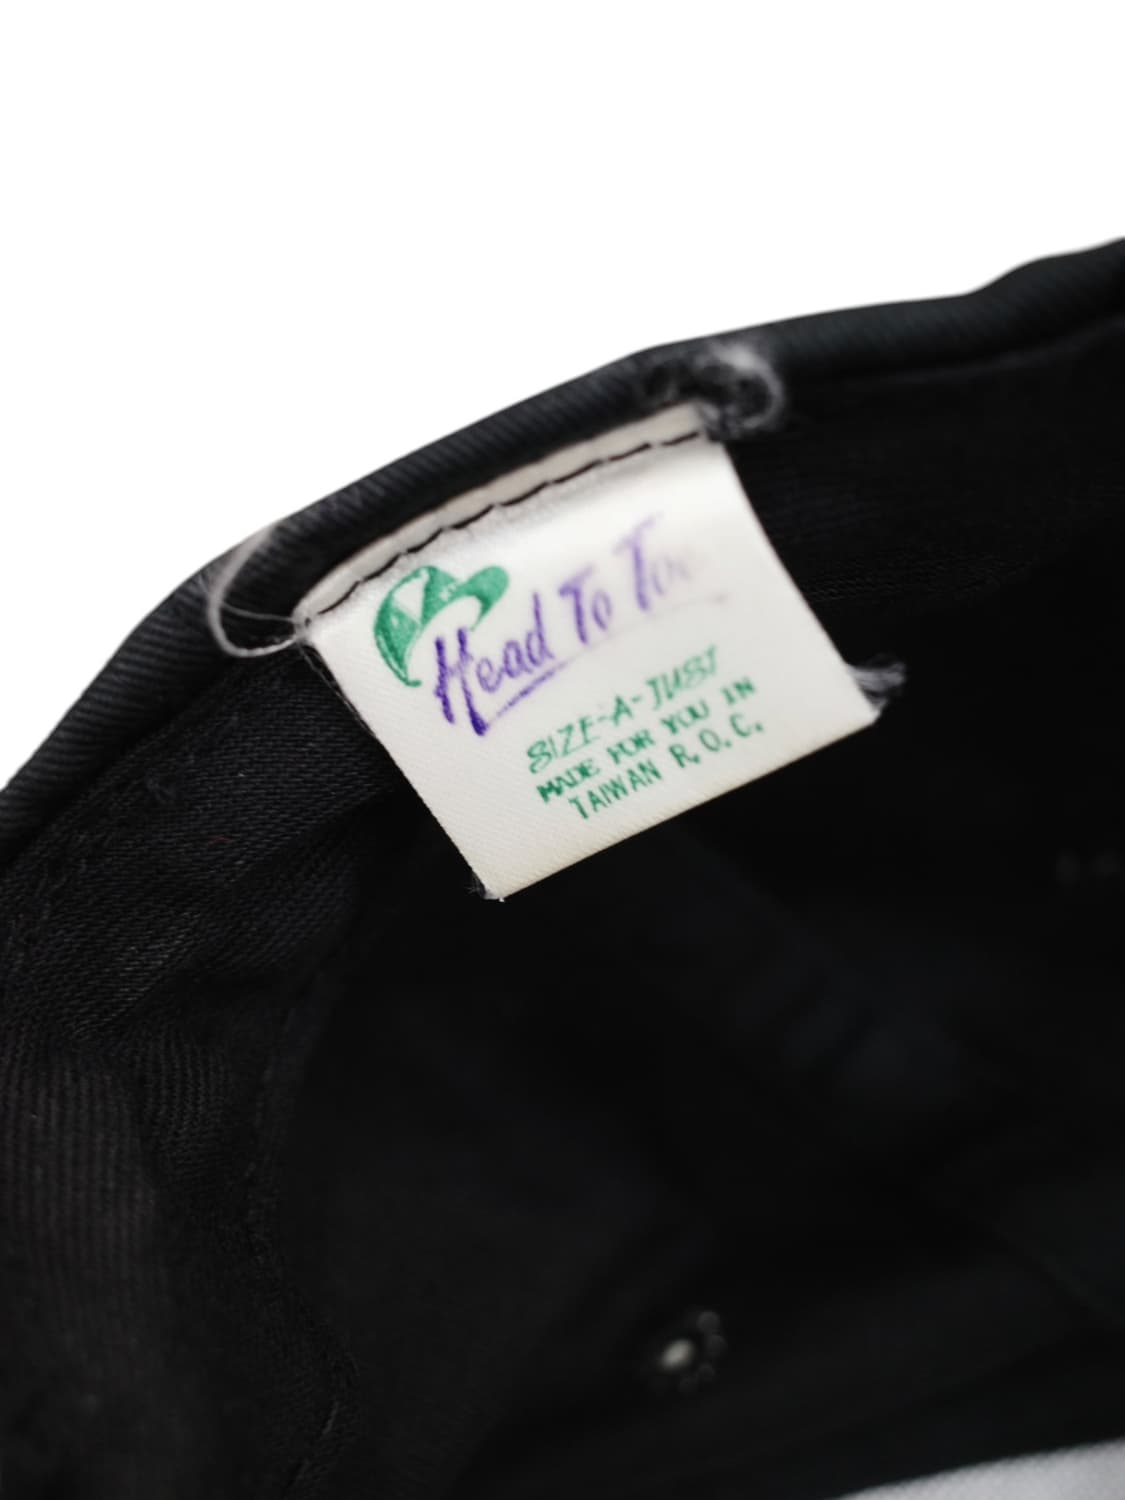 Head To Toe
SIZE-A-JUST
MADE FOR YOU IN
TAIWAN R.O.C.